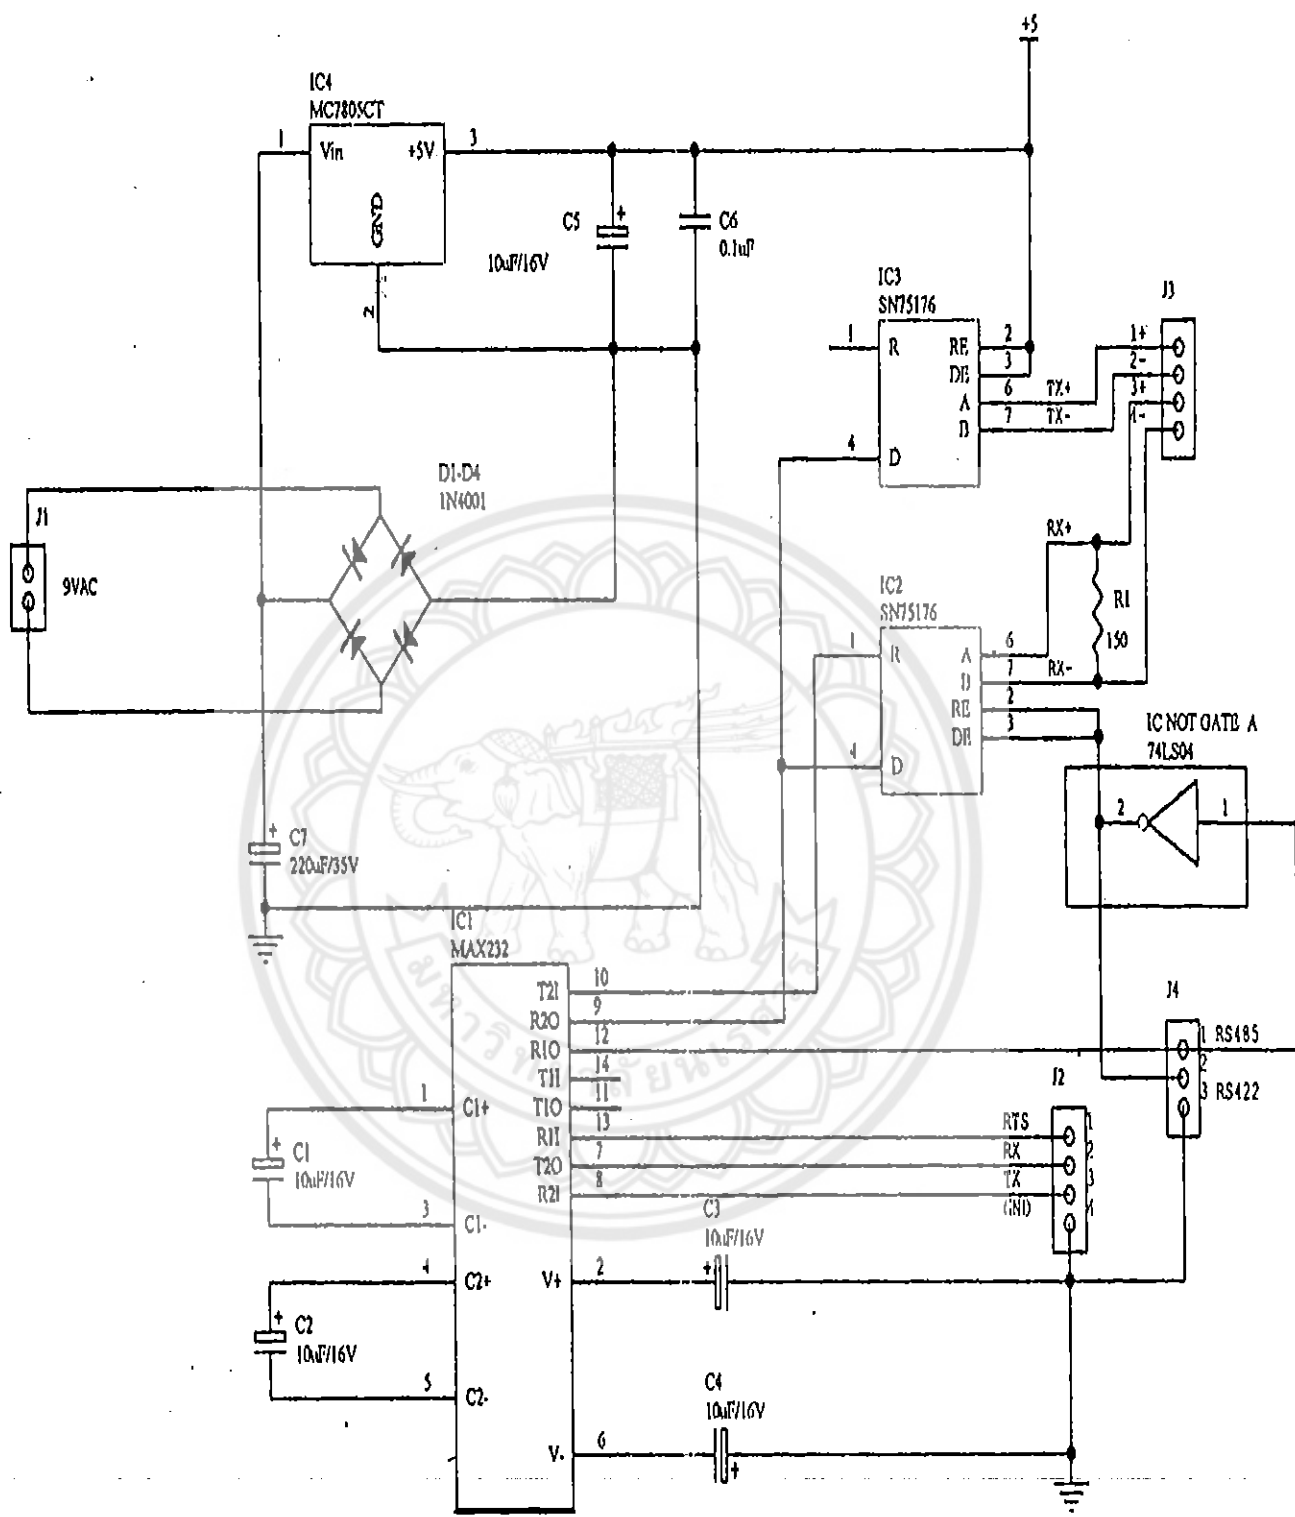 +5
IC4
MC7805CT
1
Vin
+5V
3
GND
2
C5
+
10uF/16V
C6
0.1uF
IC3
SN75176
J3
1
R
RE
2
DE
3
A
6
TX+
B
7
TX-
4
D
1+
2-
3+
4-
D1-D4
1N4001
J1
9VAC
RX+
R1
150
IC2
SN75176
1
R
A
6
B
7
RX-
RE
2
DE
3
4
D
IC NOT GATE A
74LS04
2
1
C7
+
220uF/35V
IC1
MAX232
T2I
10
R2O
9
R1O
12
T1I
14
T1O
11
R1I
13
T2O
7
R2I
8
J4
1
RS485
2
3
RS422
J2
RTS
1
RX
2
TX
3
GND
4
1
C1+
+
C1
10uF/16V
3
C1-
4
C2+
+
C2
10uF/16V
5
C2-
V+
2
C3
10uF/16V
+
V-
6
C4
10uF/16V
+